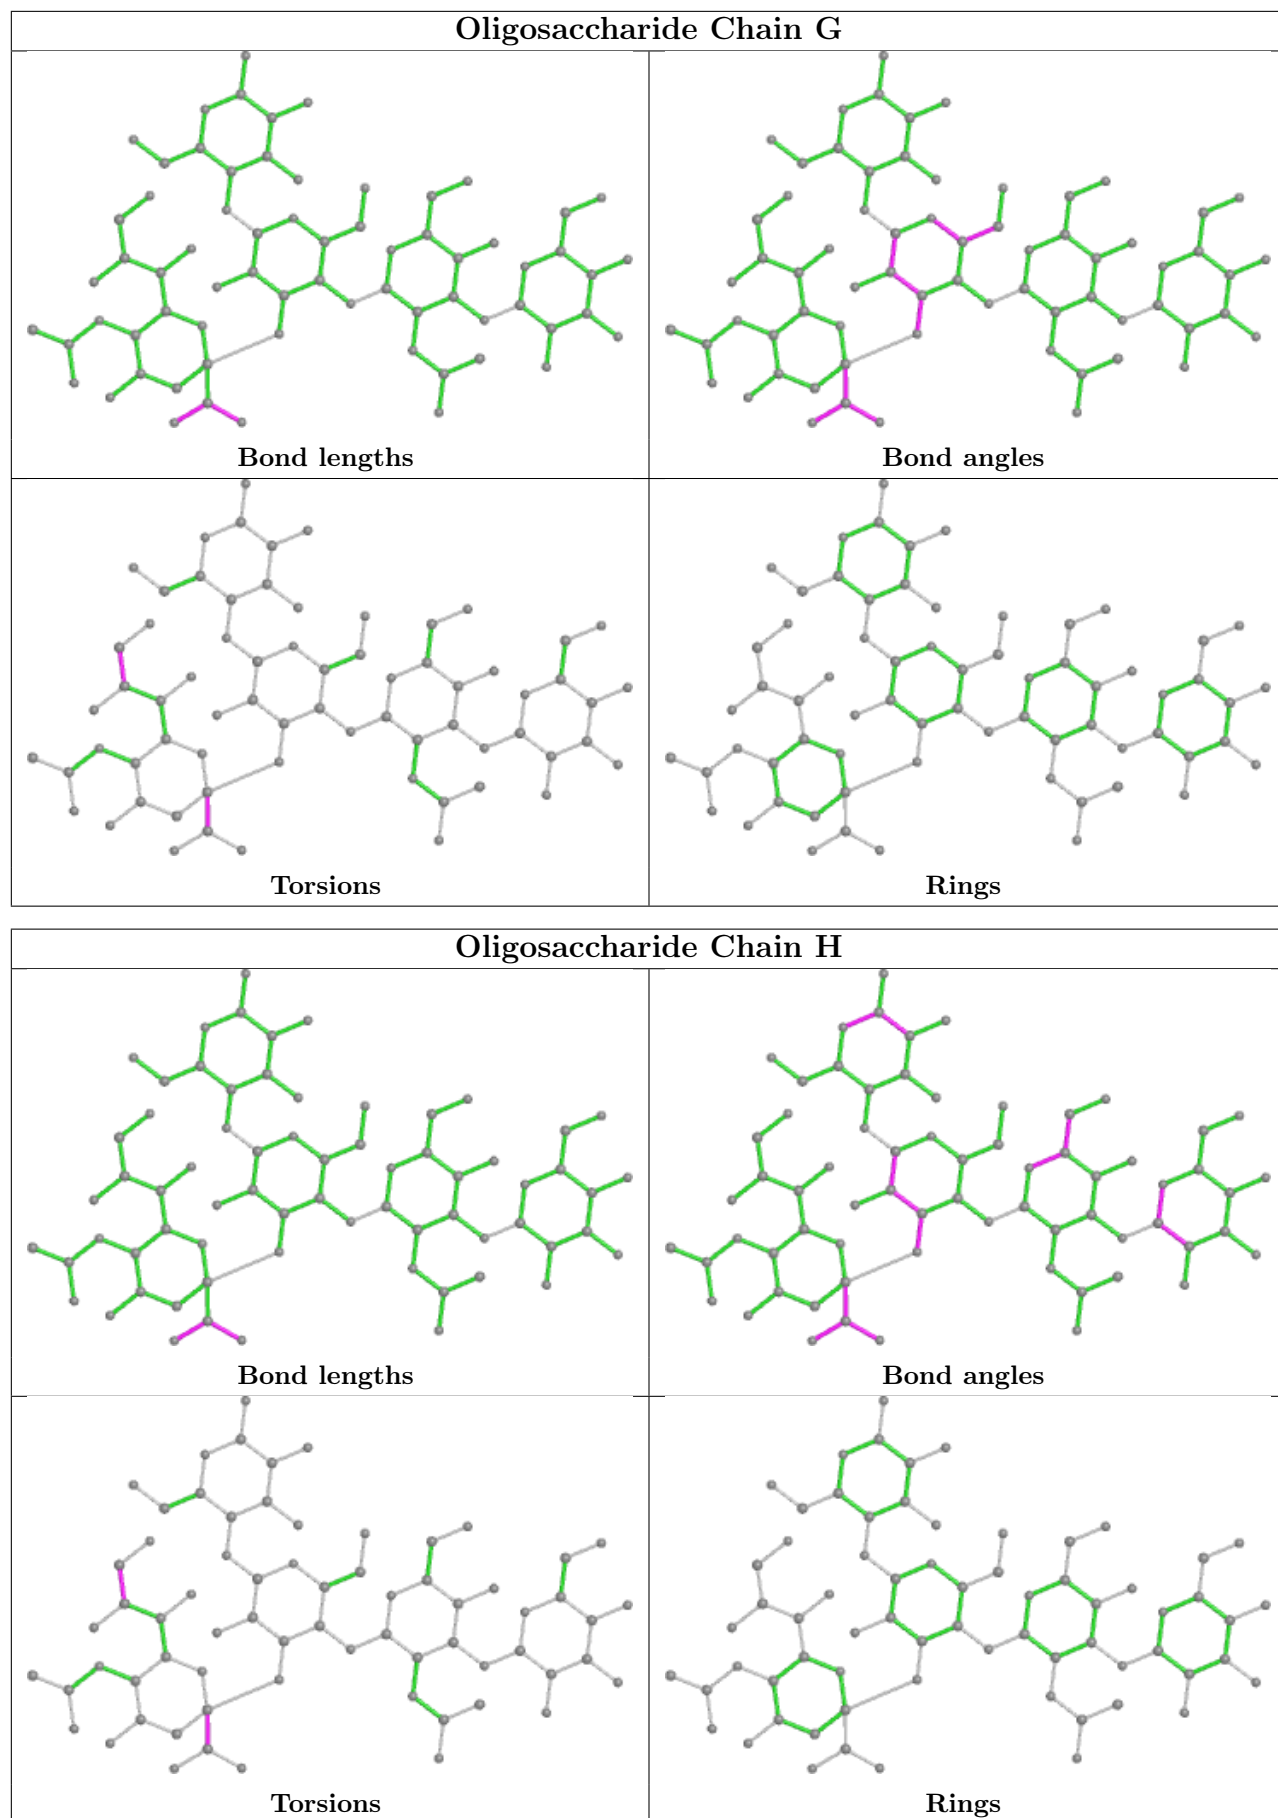 Oligosaccharide Chain G
Bond lengths
Bond angles
Torsions
Rings
Oligosaccharide Chain H
Bond lengths
Bond angles
Torsions
Rings